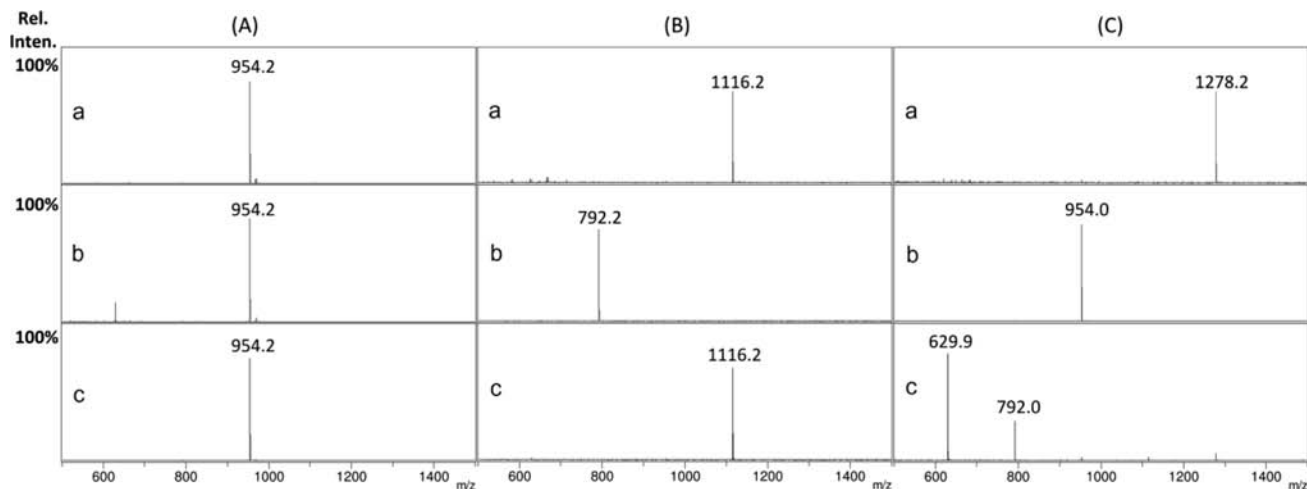 Rel.
Inten.
(A) (B) (C)
100%
954.2 1116.2 1278.2
a a a
100%
954.2 792.2 954.0
b b b
100%
954.2 1116.2 629.9
792.0
c c c
600 800 1000 1200 1400 m/z 600 800 1000 1200 1400 m/z 600 800 1000 1200 1400 m/z